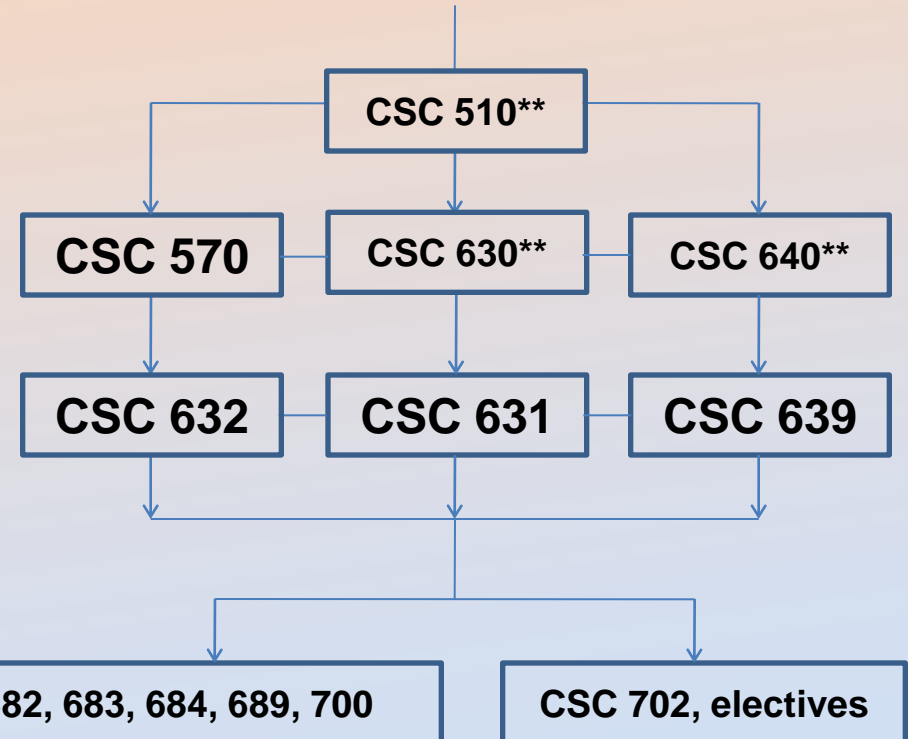 CSC 510**
CSC 570
CSC 630**
CSC 640**
CSC 632
CSC 631
CSC 639
82, 683, 684, 689, 700
CSC 702, electives